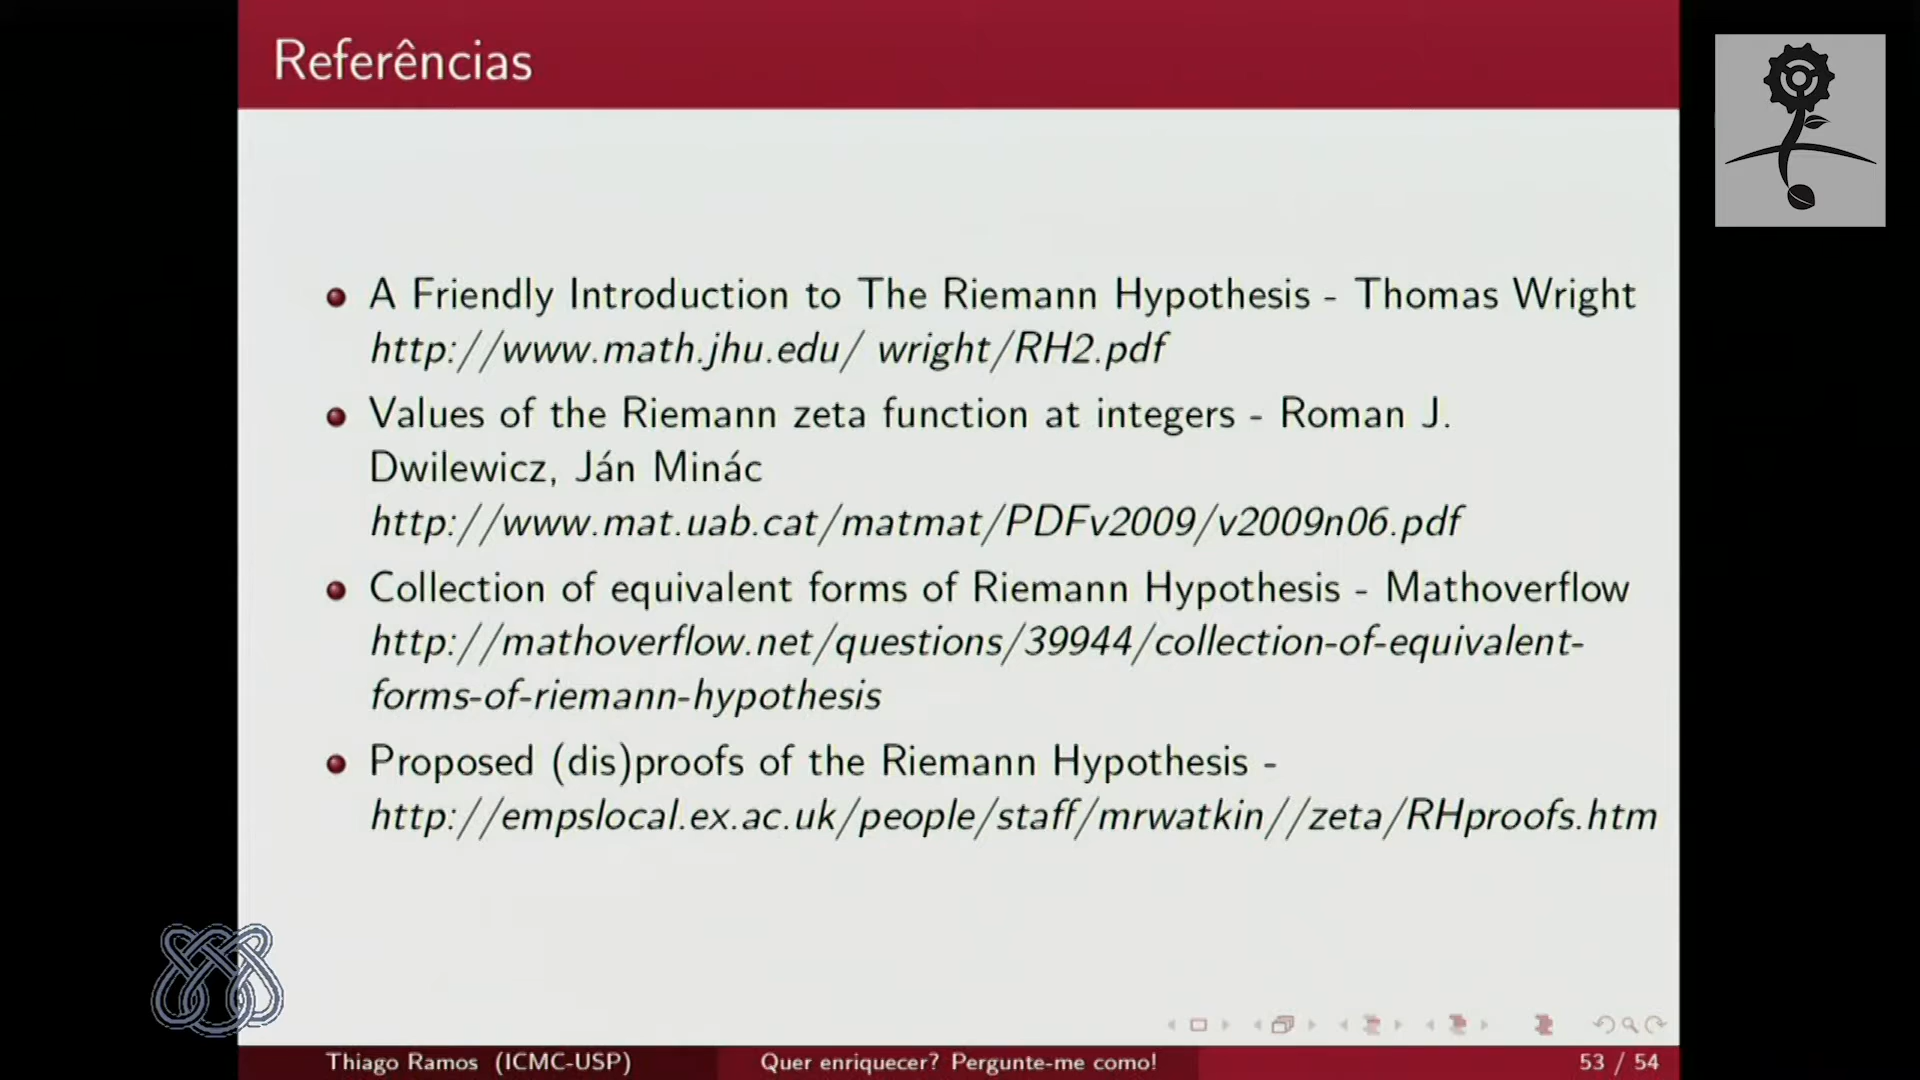 Referências
A Friendly Introduction to The Riemann Hypothesis - Thomas Wright
http://www.math.jhu.edu/ wright/RH2.pdf
Values of the Riemann zeta function at integers - Roman J.
Dwilewicz, Ján Minác
http://www.mat.uab.cat/matmat/PDFv2009/v2009n06.pdf
Collection of equivalent forms of Riemann Hypothesis - Mathoverflow
http://mathoverflow.net/questions/39944/collection-of-equivalent-
forms-of-riemann-hypothesis
Proposed (dis)proofs of the Riemann Hypothesis -
http://empslocal.ex.ac.uk/people/staff/mrwatkin//zeta/RHproofs.htm
Thiago Ramos (ICMC-USP) Quer enriquecer? Pergunte-me como! 53 / 54